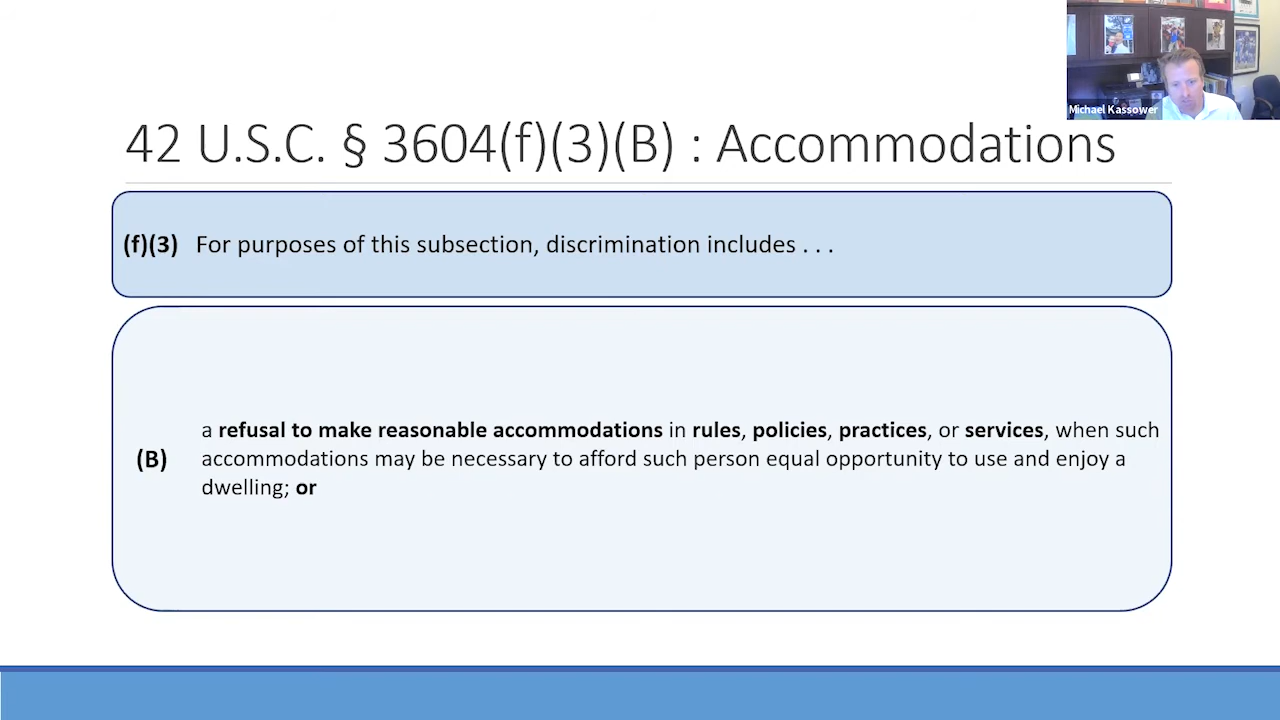 Michael Kassower
42 U.S.C. § 3604(f)(3)(B) : Accommodations
(f)(3) For purposes of this subsection, discrimination includes . . .
(B) a refusal to make reasonable accommodations in rules, policies, practices, or services, when such
accommodations may be necessary to afford such person equal opportunity to use and enjoy a
dwelling; or